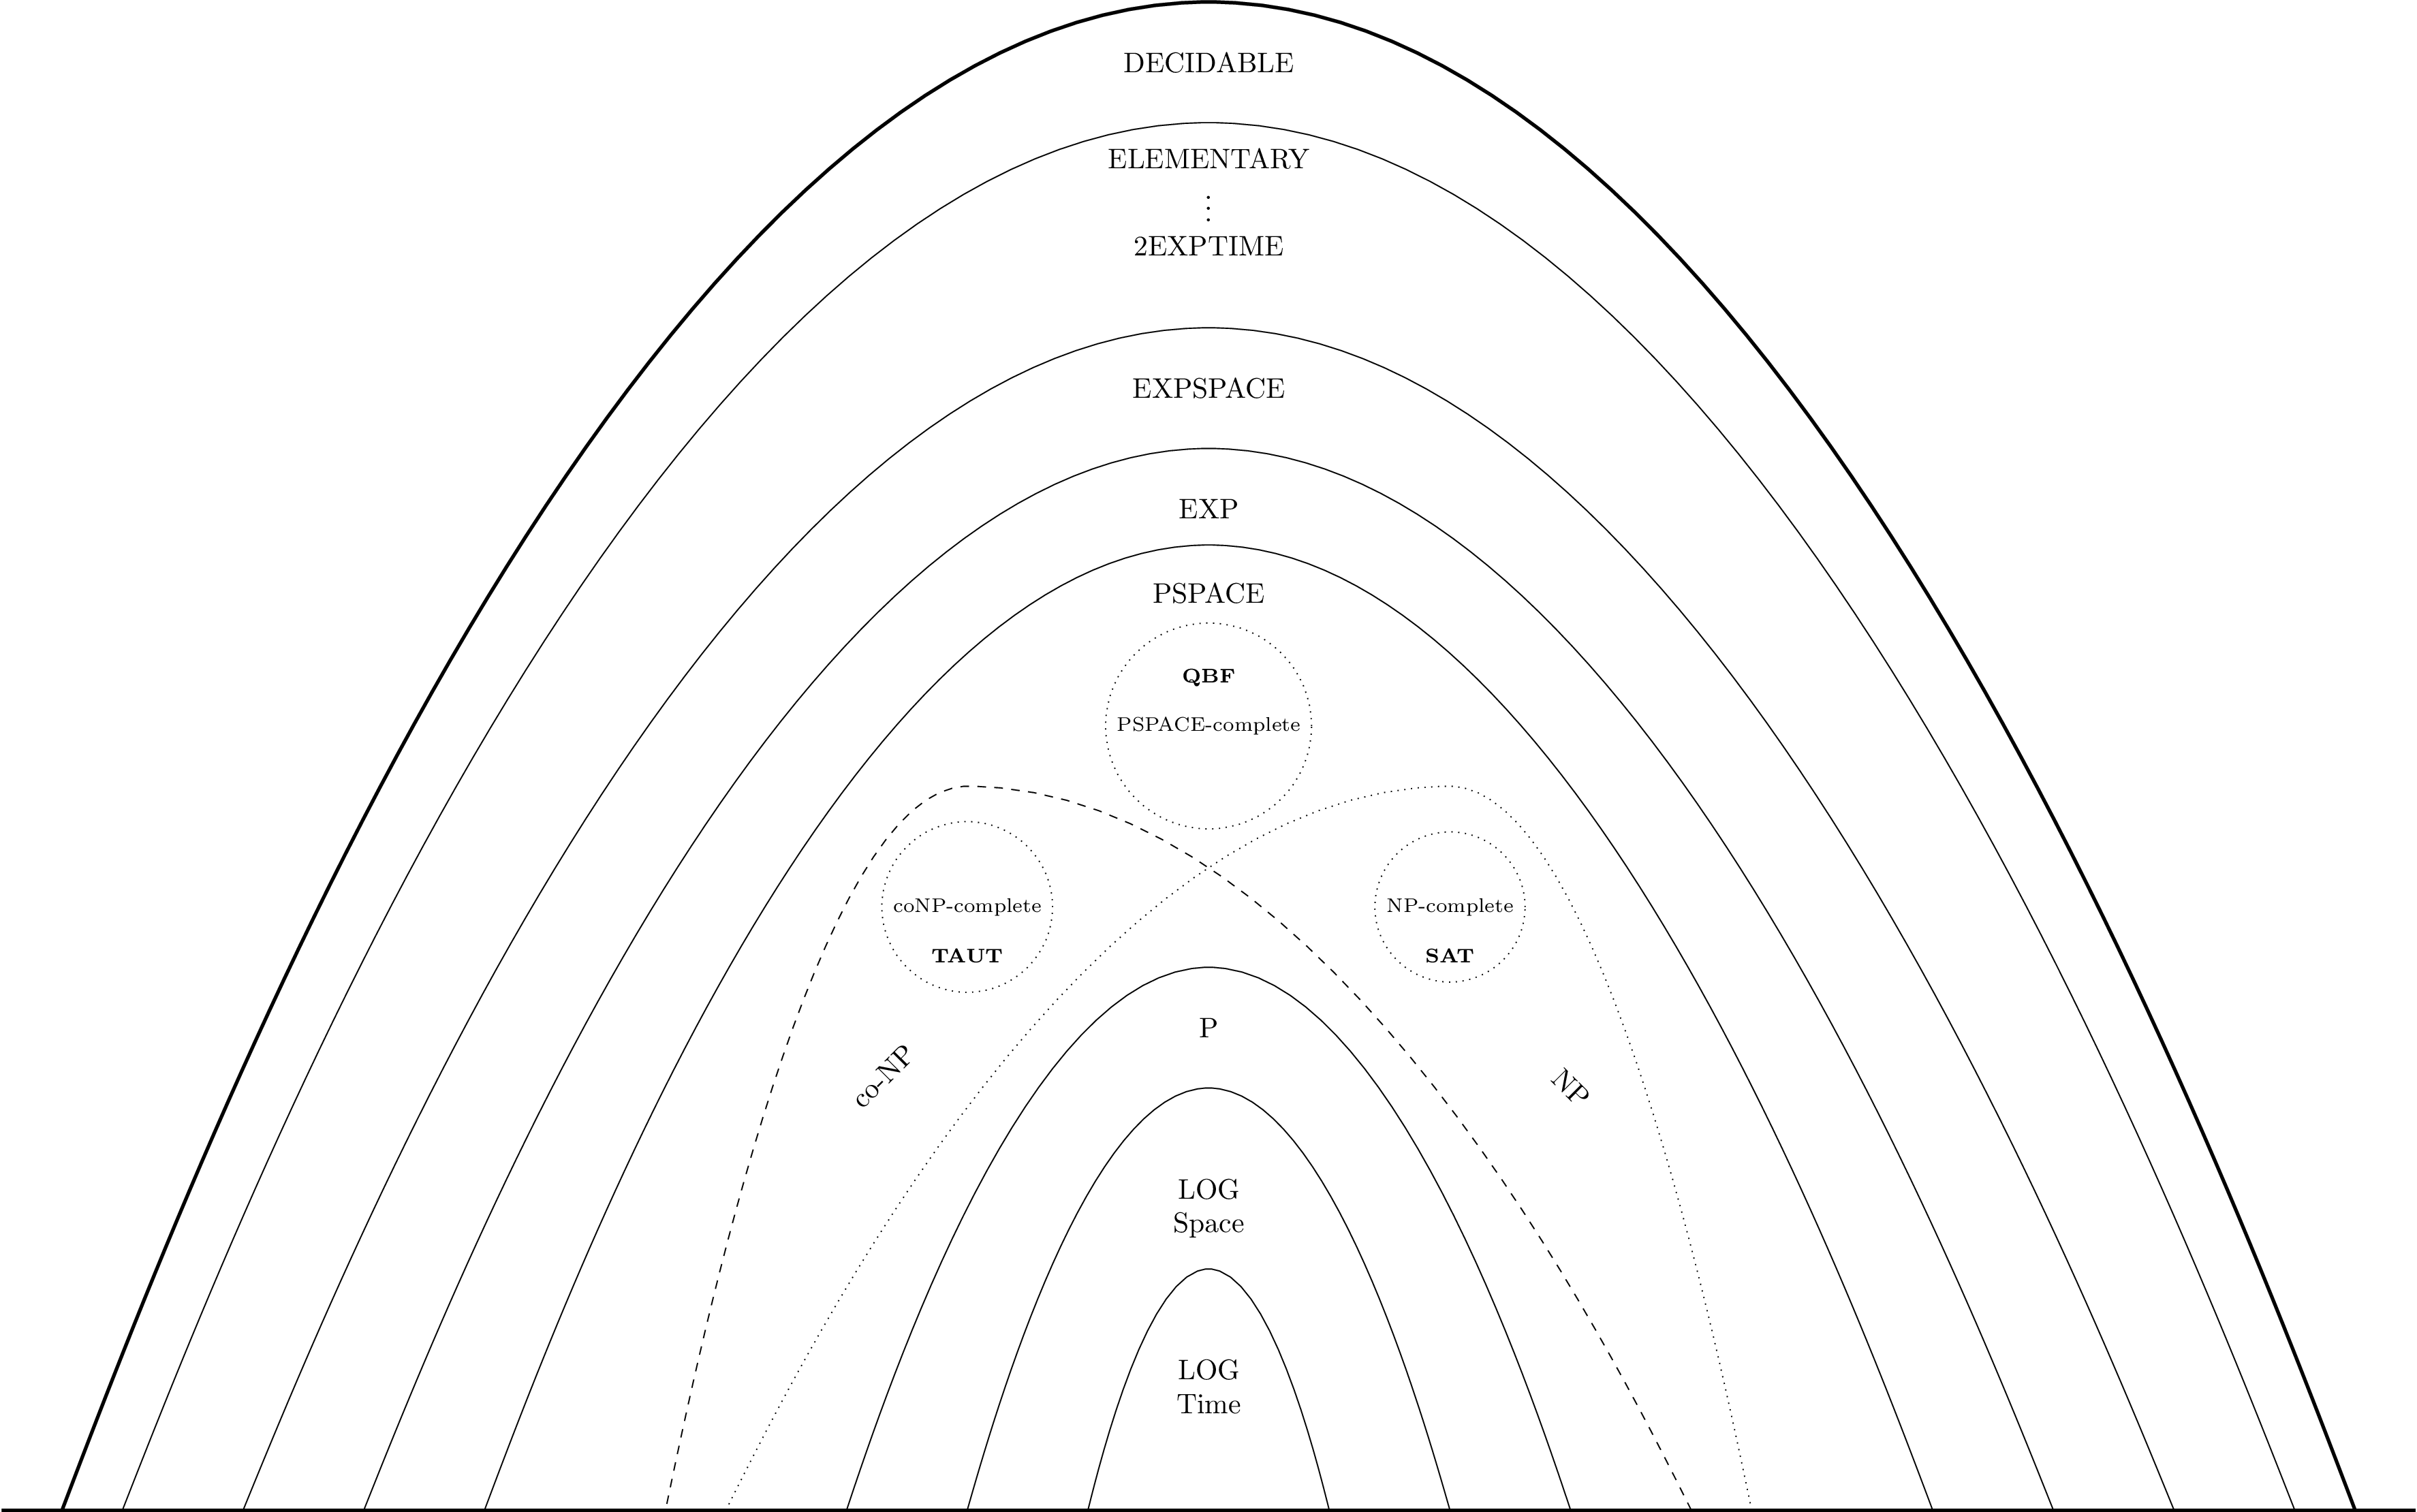 DECIDABLE
ELEMENTARY
⋮
2EXPTIME
EXPSPACE
EXP
PSPACE
QBF
PSPACE-complete
coNP-complete
TAUT
NP-complete
SAT
P
co-NP
NP
LOG
Space
LOG
Time